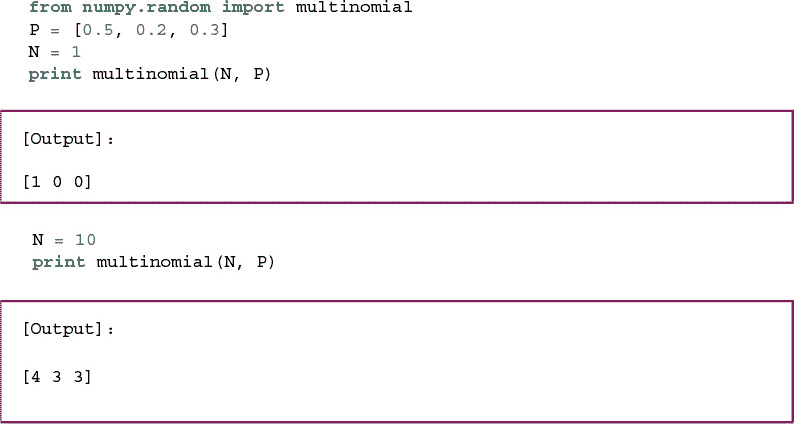 from numpy.random import multinomial
P = [0.5, 0.2, 0.3]
N = 1
print multinomial(N, P)
[Output]:
[1 0 0]
N = 10
print multinomial(N, P)
[Output]:
[4 3 3]